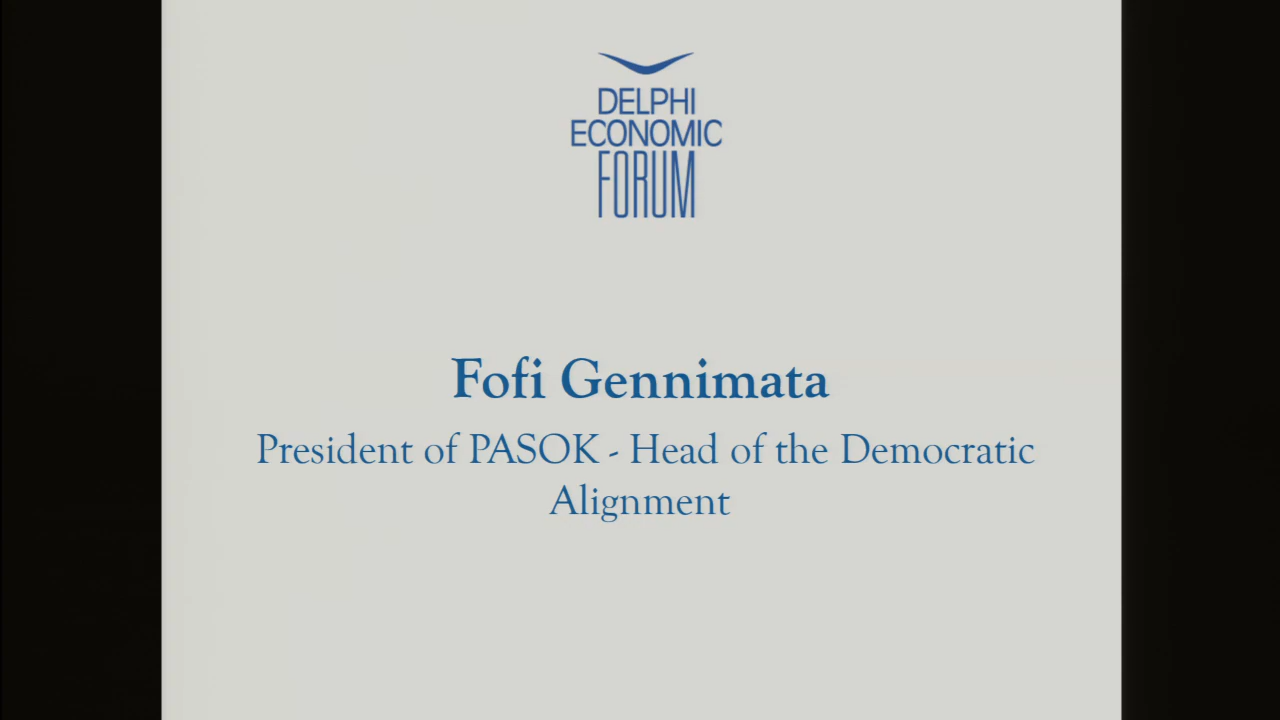 DELPHI
ECONOMIC
FORUM
Fofi Gennimata
President of PASOK - Head of the Democratic
Alignment